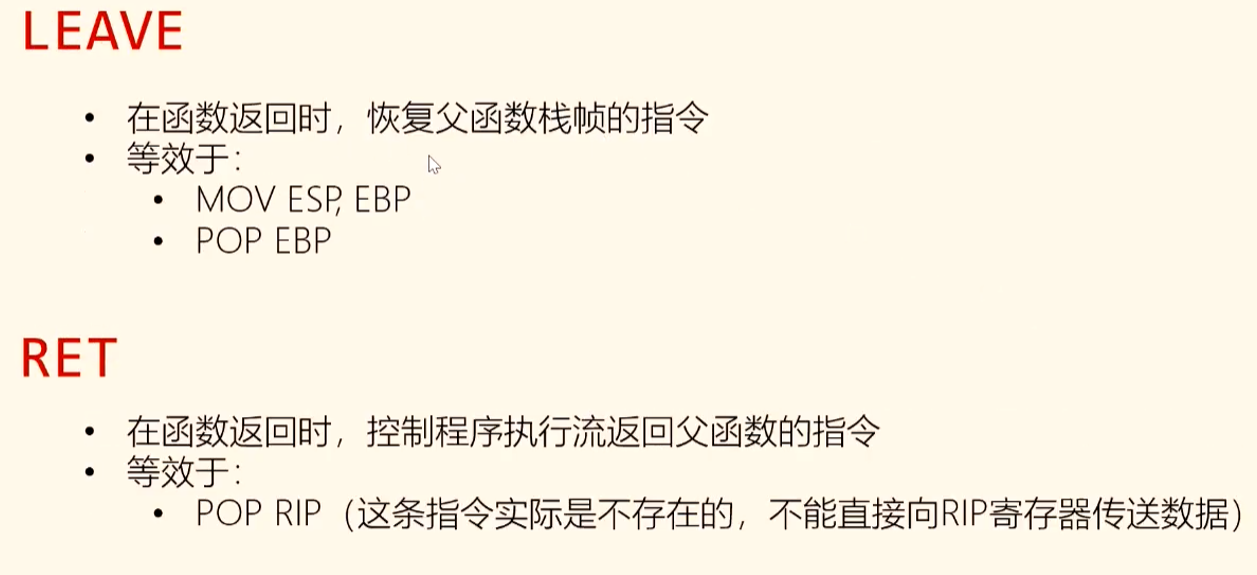 LEAVE
• 在函数返回时，恢复父函数栈帧的指令
• 等效于：
• MOV ESP, EBP
• POP EBP
RET
• 在函数返回时，控制程序执行流返回父函数的指令
• 等效于：
• POP RIP（这条指令实际是不存在的，不能直接向RIP寄存器传送数据）